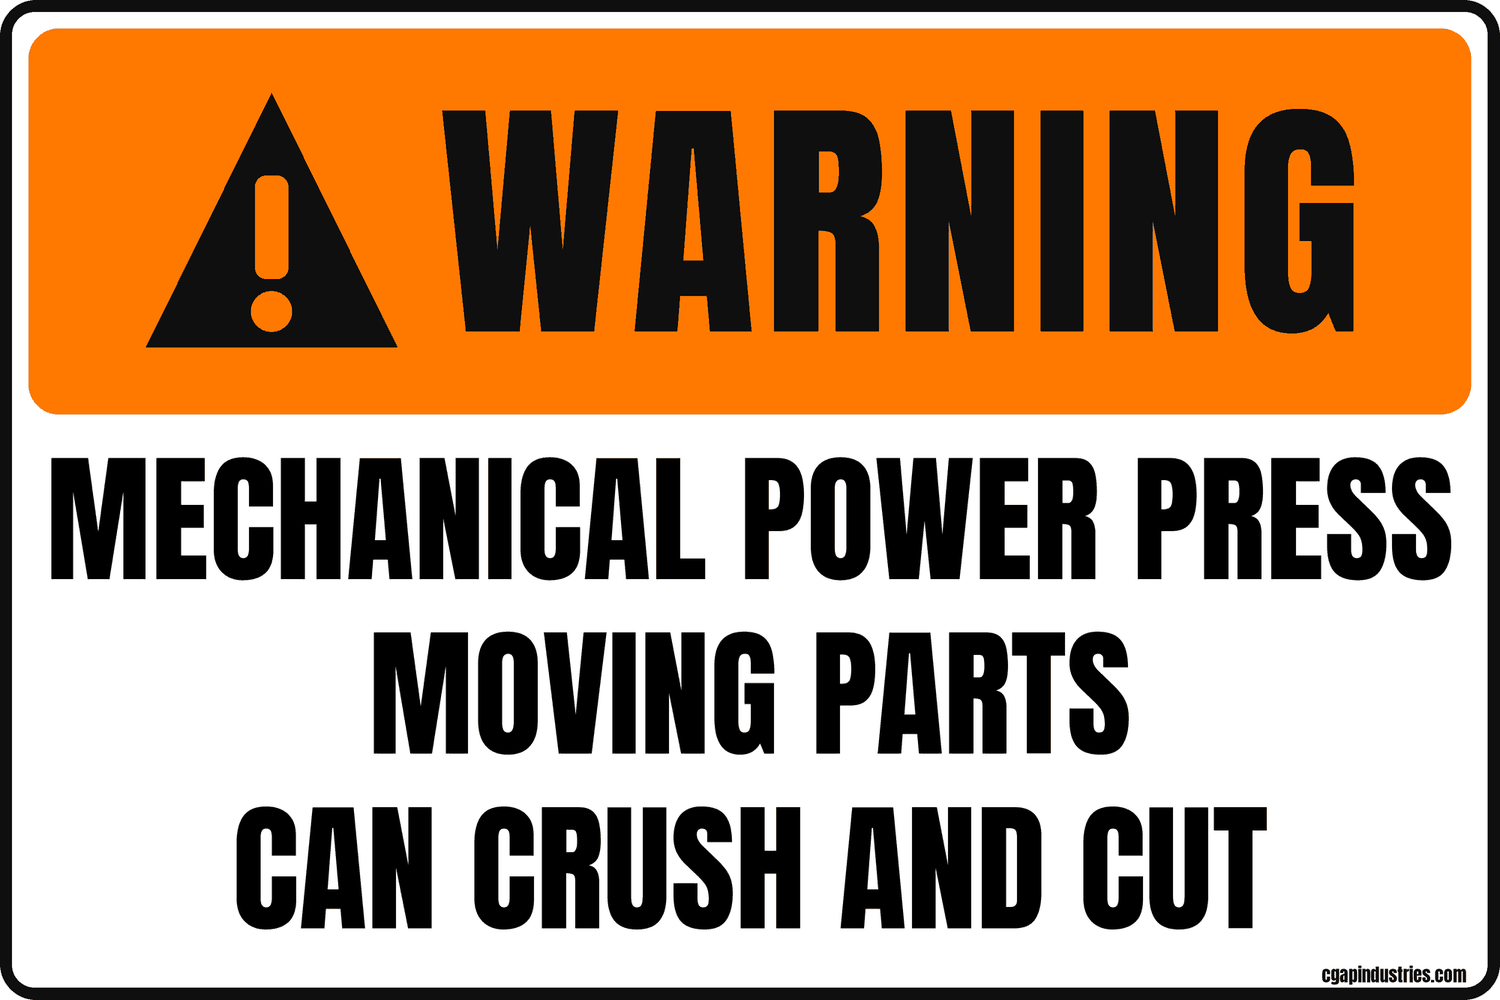 WARNING
MECHANICAL POWER PRESS
MOVING PARTS
CAN CRUSH AND CUT
cgapindustries.com